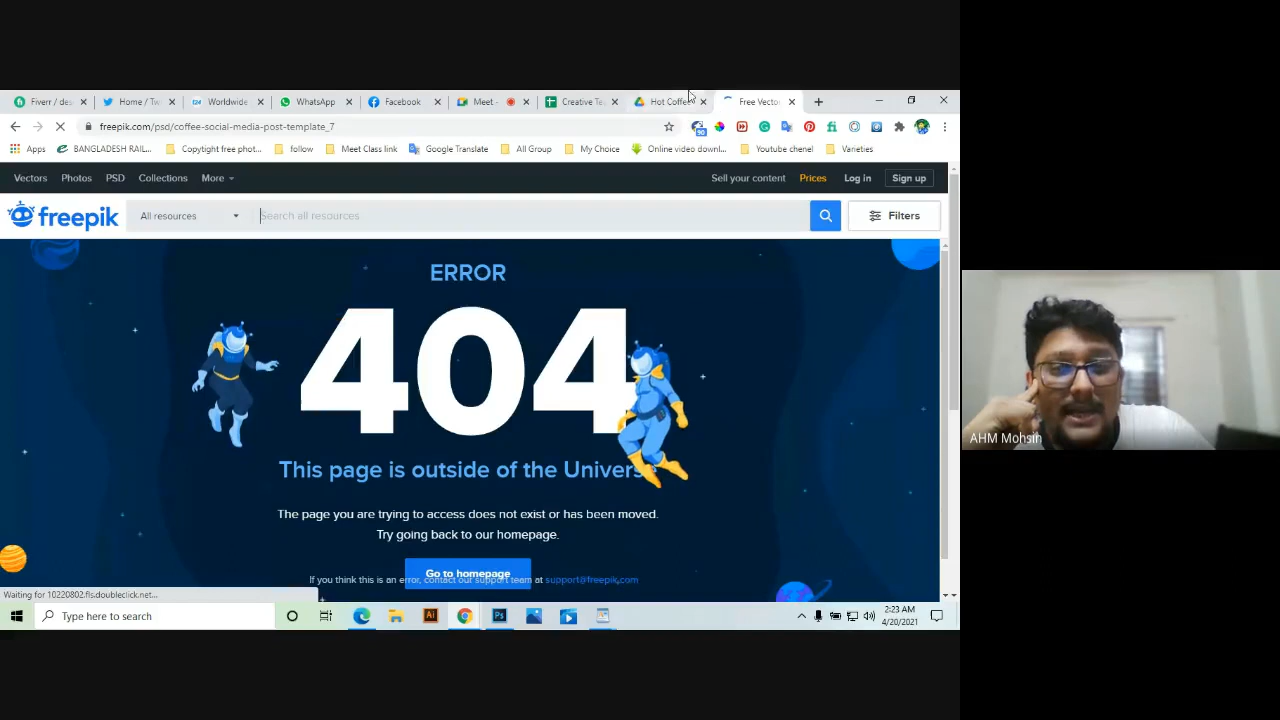 Fiverr / des
Home / Tw
Worldwide
WhatsApp
Facebook
Meet -
Creative Te
Hot Coffee
Free Vecto
freepik.com/psd/coffee-social-media-post-template_7
90
Apps
BANGLADESH RAIL...
Copyright free phot...
follow
Meet Class link
Google Translate
All Group
My Choice
Online video downl...
Youtube chenel
Varieties
Vectors
Photos
PSD
Collections
More
Sell your content
Prices
Log in
Sign up
freepik
All resources
Search all resources
Filters
ERROR
404
This page is outside of the Univers
The page you are trying to access does not exist or has been moved.
Try going back to our homepage.
Go to homepage
If you think this is an error, contact our support team at support@freepik.com
Waiting for 10220802.fls.doubleclick.net...
Type here to search
Ai
Ps
2:23 AM
4/20/2021
AHM Mohsin